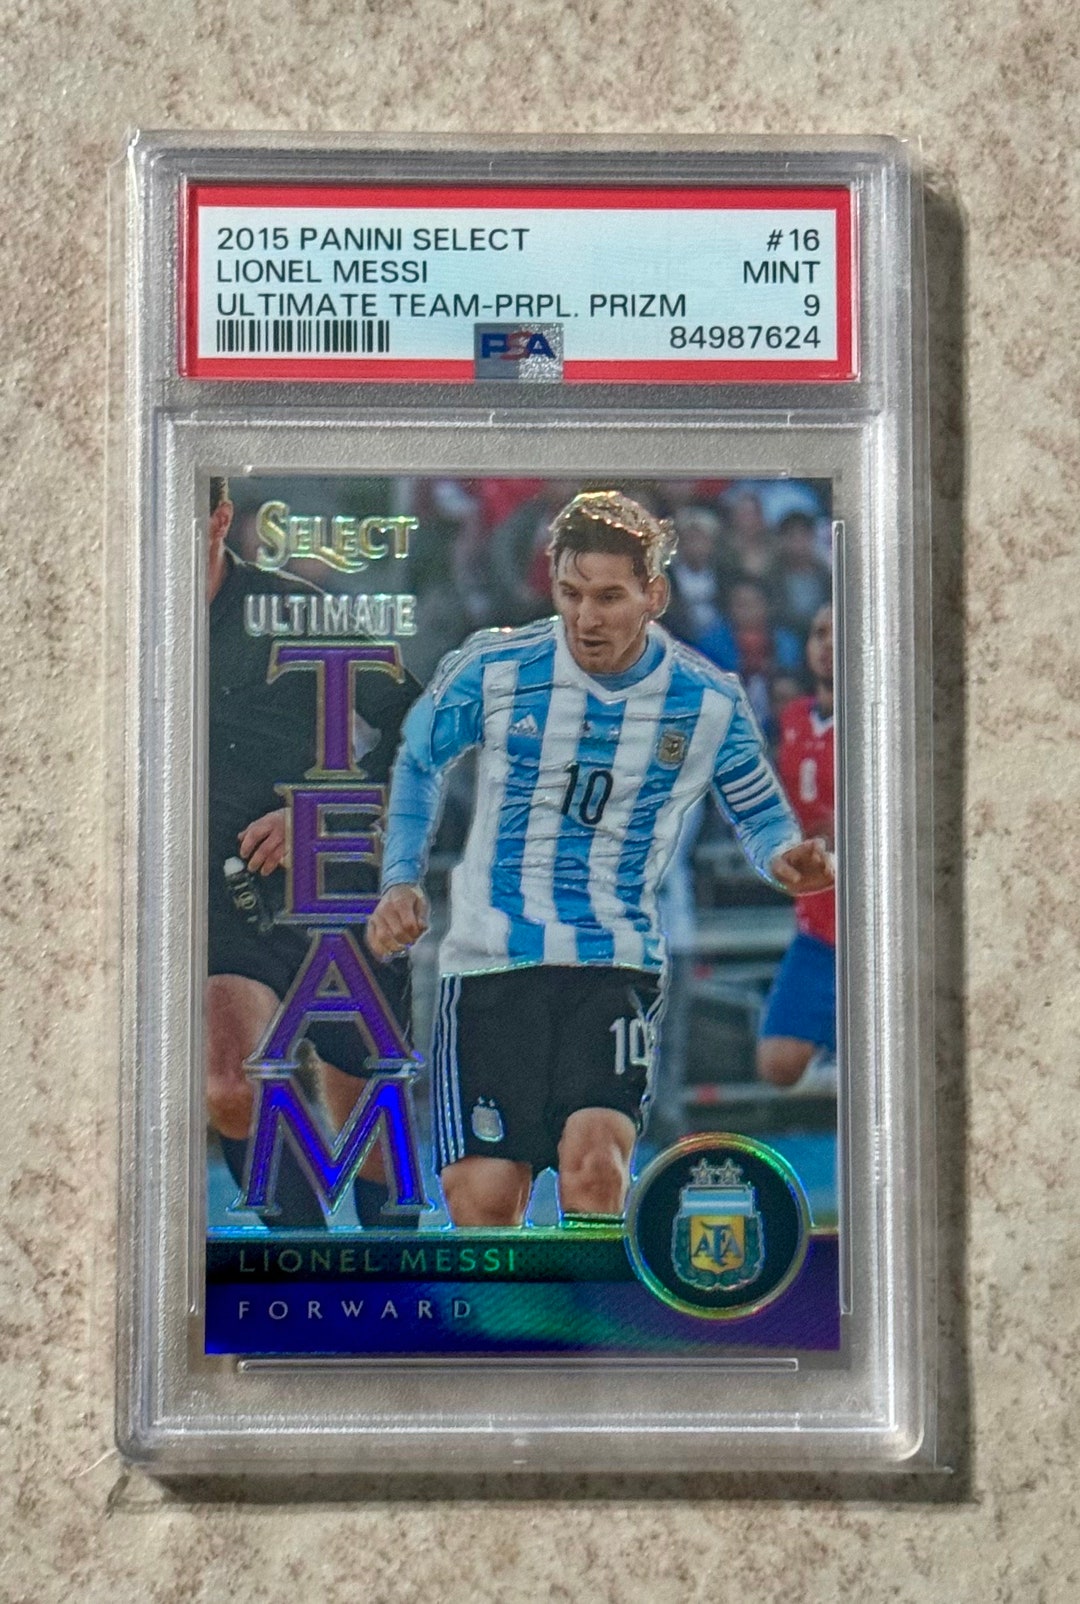 2015 PANINI SELECT #16
LIONEL MESSI MINT
ULTIMATE TEAM-PRPL. PRIZM 9
PSA 84987624
SELECT
ULTIMATE
TEAM
10
10
AFA
LIONEL MESSI
FORWARD